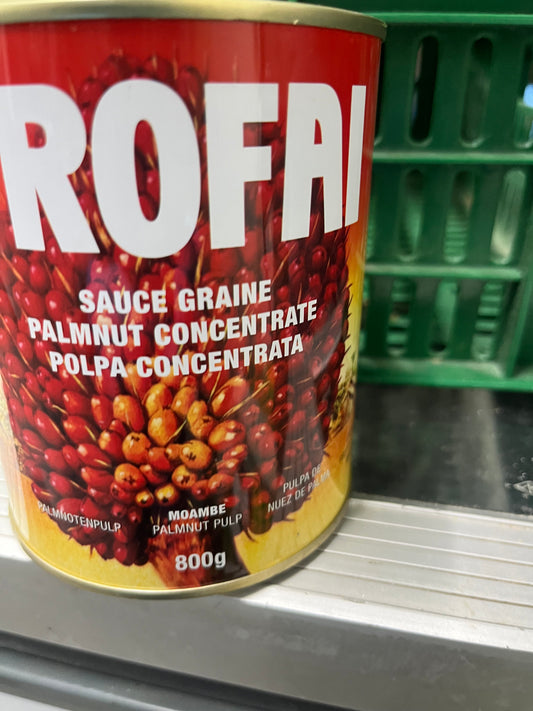 ROFAI
SAUCE GRAINE
PALMNUT CONCENTRATE
POLPA CONCENTRATA
PALMNOTENPULP
MOAMBE
PALMNUT PULP
PULPA DE
NUEZ DE PALMA
800g